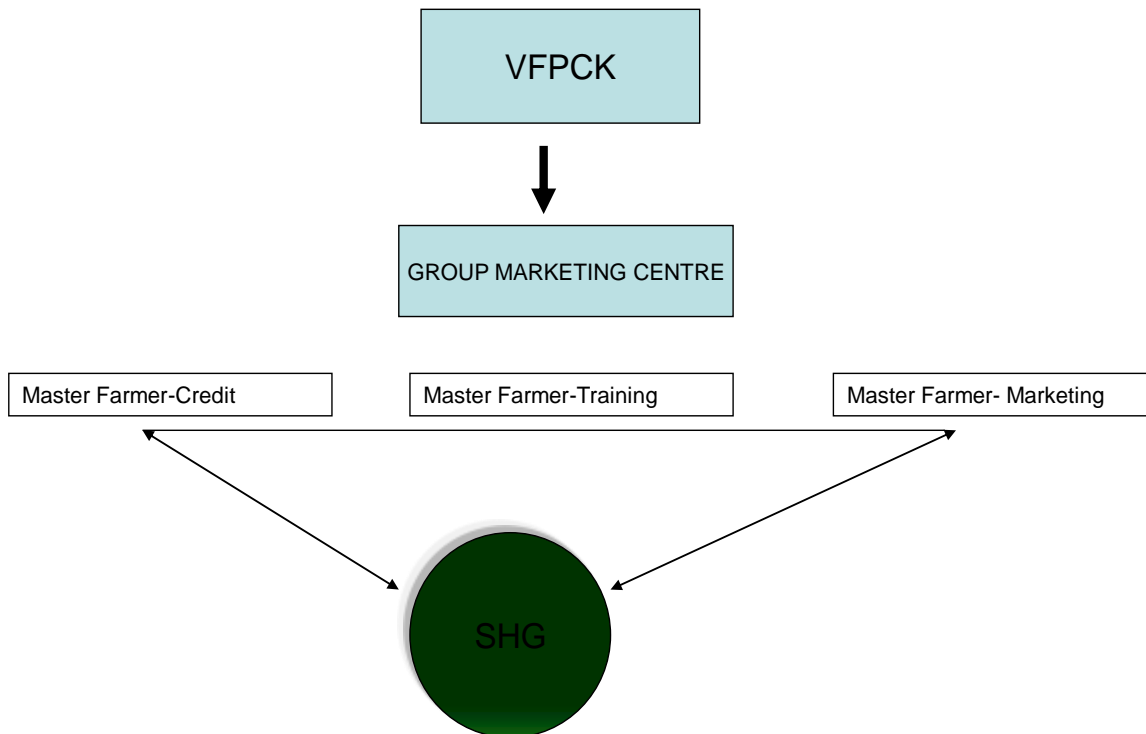 VFPCK
GROUP MARKETING CENTRE
Master Farmer-Credit
Master Farmer-Training
Master Farmer- Marketing
SHG